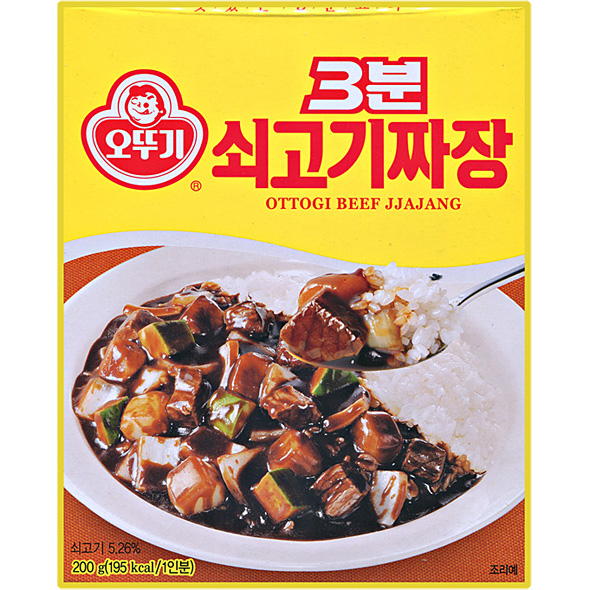 오뚜기
®
3분
쇠고기짜장
OTTOGI BEEF JJAJANG
쇠고기 5.26%
200 g(195 kcal/1인분)
조리예